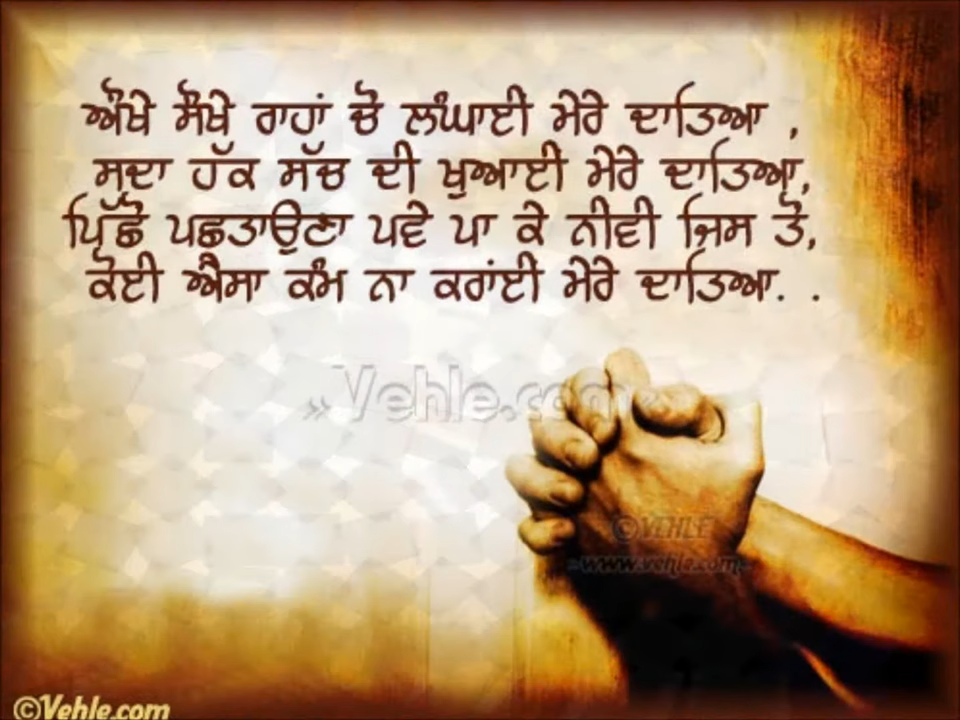 ਔਖੇ ਸੌਖੇ ਰਾਹਾਂ ਚੋ ਲੰਘਾਈ ਮੇਰੇ ਦਾਤਿਆ ,
ਸਦਾ ਹੱਕ ਸੱਚ ਦੀ ਖੁਆਈ ਮੇਰੇ ਦਾਤਿਆ,
ਪਿੱਛੋ ਪਛਤਾਉਣਾ ਪਵੇ ਪਾ ਕੇ ਨੀਵੀ ਜਿਸ ਤੋ,
ਕੋਈ ਐਸਾ ਕੰਮ ਨਾ ਕਰਾਂਈ ਮੇਰੇ ਦਾਤਿਆ. .
» Vehle.com «
©VEHLE
»www.vehle.com«
©Vehle.com